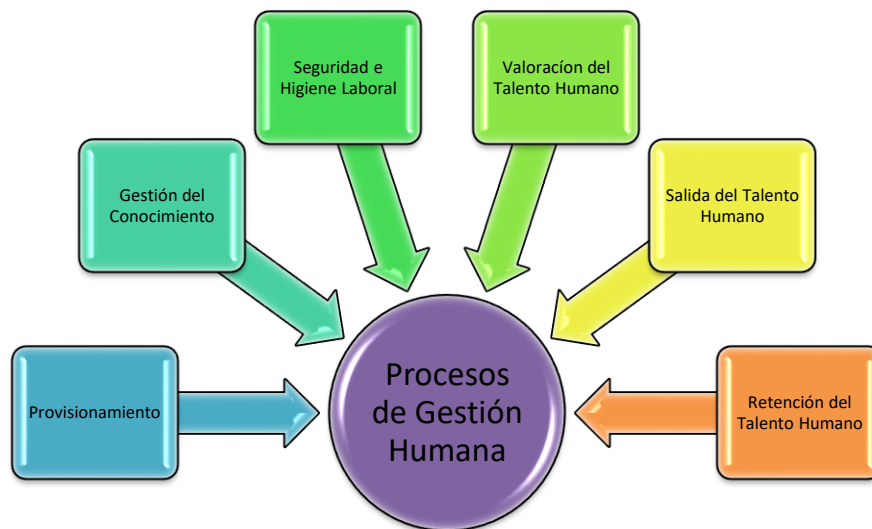 Seguridad e
Higiene Laboral
Valoracíon del
Talento Humano
Gestión del
Conocimiento
Salida del Talento
Humano
Provisionamiento
Procesos
de Gestión
Humana
Retención del
Talento Humano